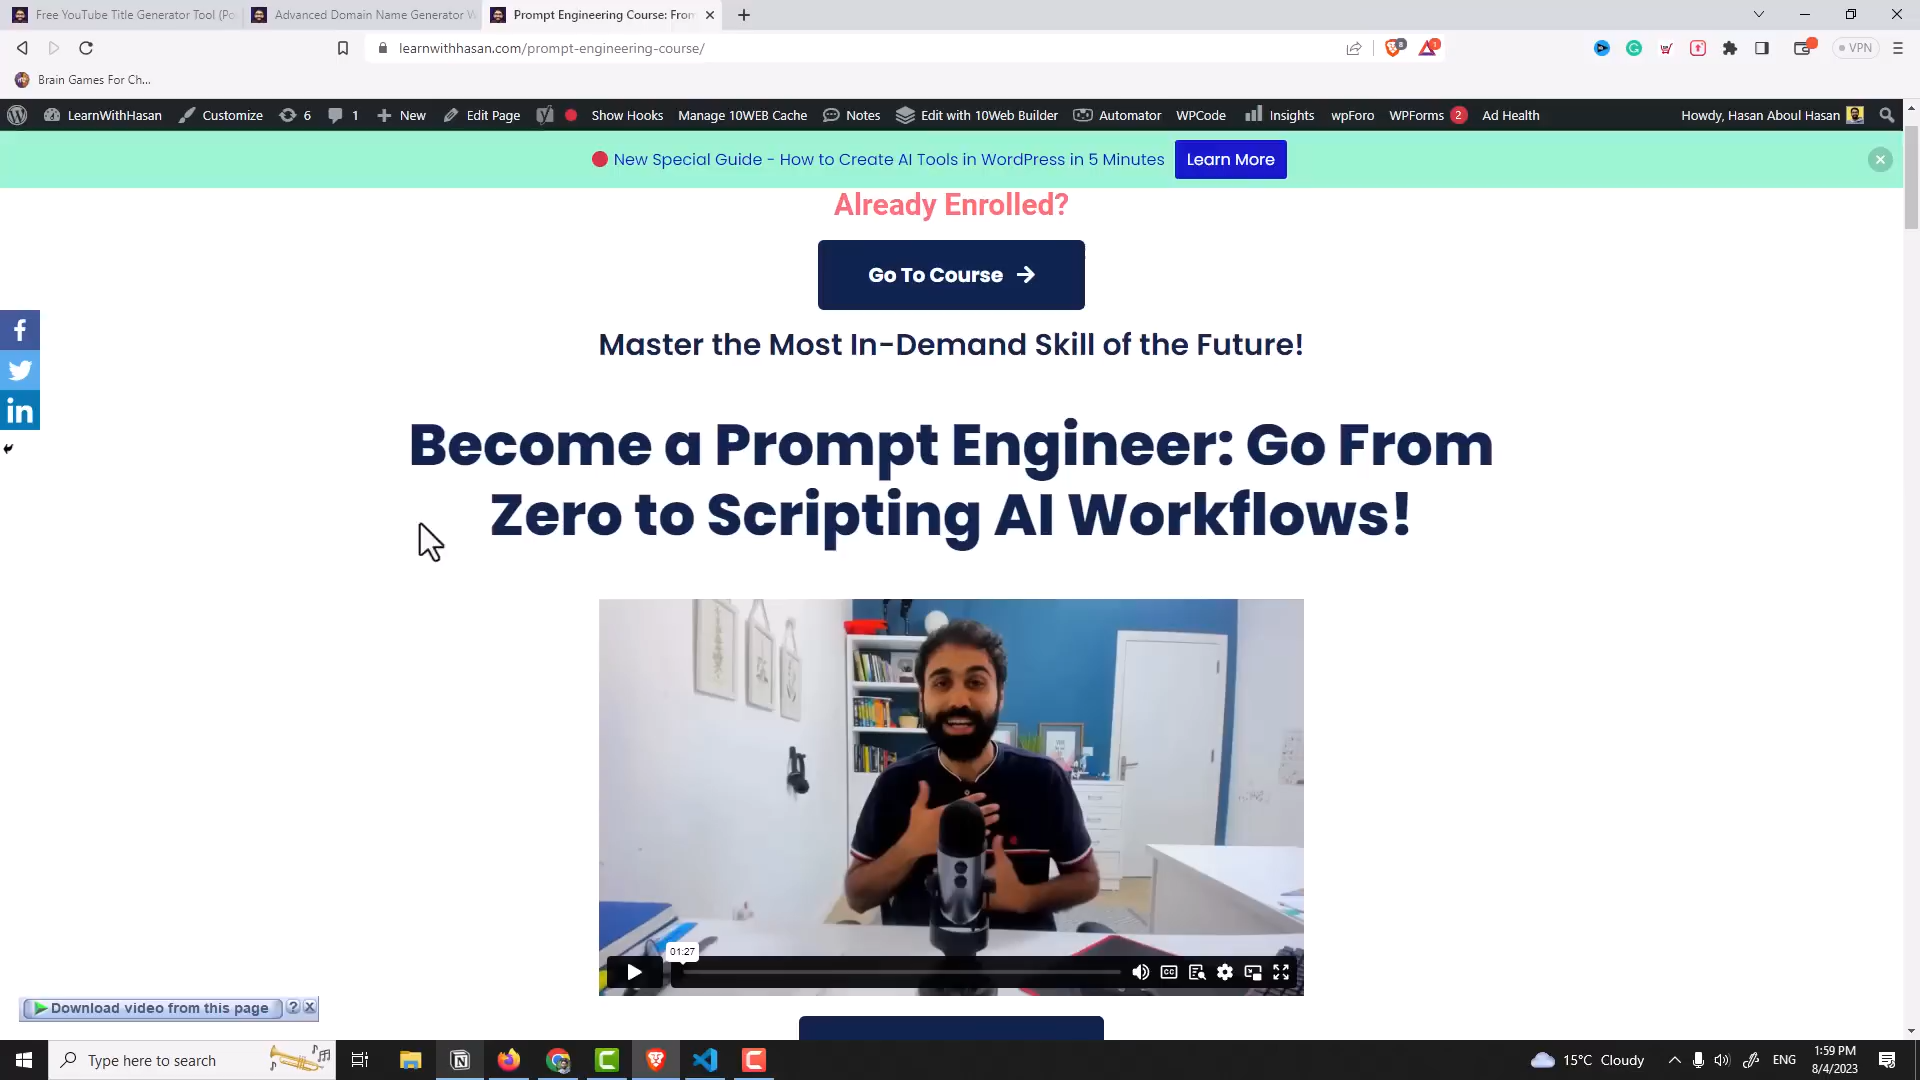 Free YouTube Title Generator Tool (Po
Advanced Domain Name Generator W
Prompt Engineering Course: From
learnwithhasan.com/prompt-engineering-course/
8
1
VPN
Brain Games For Ch...
LearnWithHasan
Customize
6
1
New
Edit Page
Show Hooks
Manage 10WEB Cache
Notes
Edit with 10Web Builder
Automator
WPCode
Insights
wpForo
WPForms 2
Ad Health
Howdy, Hasan Aboul Hasan
New Special Guide - How to Create AI Tools in WordPress in 5 Minutes
Learn More
Already Enrolled?
Go To Course →
Master the Most In-Demand Skill of the Future!
Become a Prompt Engineer: Go From
Zero to Scripting AI Workflows!
01:27
CC
Download video from this page
Type here to search
15°C Cloudy
ENG
1:59 PM
8/4/2023